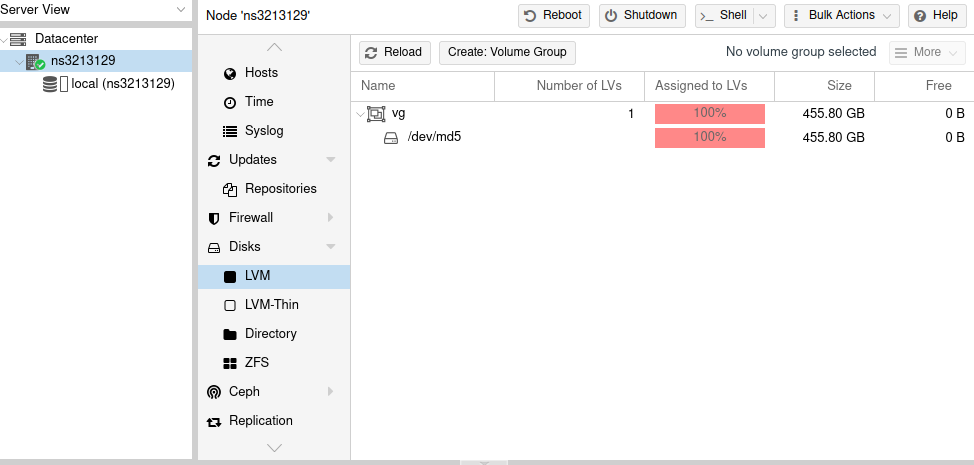 Server View
Datacenter
ns3213129
local (ns3213129)
Node 'ns3213129'
Reboot
Shutdown
Shell
Bulk Actions
Help
Hosts
Time
Syslog
Updates
Repositories
Firewall
Disks
LVM
LVM-Thin
Directory
ZFS
Ceph
Replication
Reload
Create: Volume Group
No volume group selected
More
Name Number of LVs Assigned to LVs Size Free
vg 1 100% 455.80 GB 0 B
/dev/md5 100% 455.80 GB 0 B